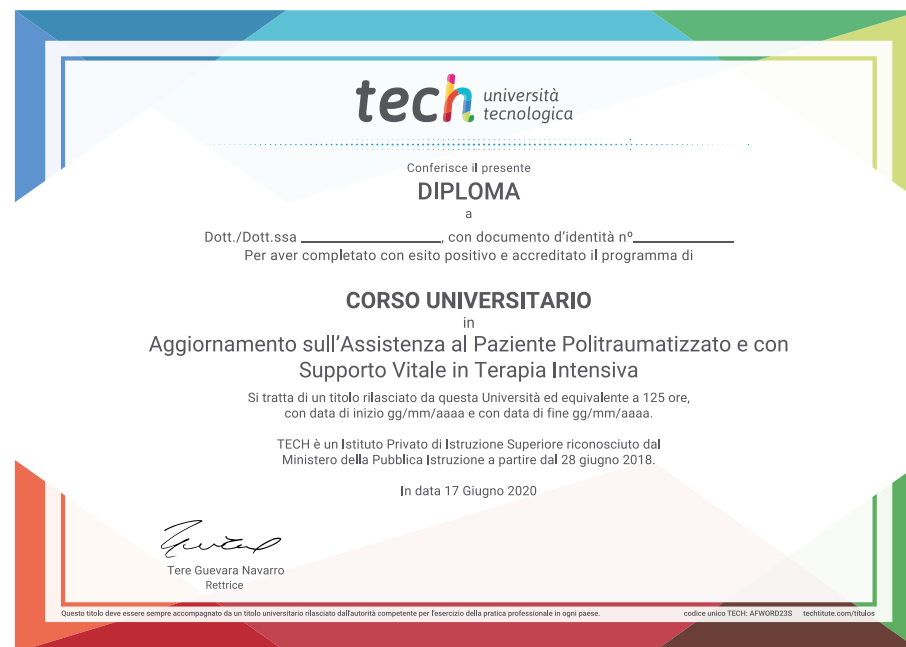 tech università
tecnologica
Conferisce il presente
DIPLOMA
a
Dott./Dott.ssa ____________________, con documento d'identità nº______________
Per aver completato con esito positivo e accreditato il programma di
CORSO UNIVERSITARIO
in
Aggiornamento sull'Assistenza al Paziente Politraumatizzato e con
Supporto Vitale in Terapia Intensiva
Si tratta di un titolo rilasciato da questa Università ed equivalente a 125 ore,
con data di inizio gg/mm/aaaa e con data di fine gg/mm/aaaa.
TECH è un Istituto Privato di Istruzione Superiore riconosciuto dal
Ministero della Pubblica Istruzione a partire dal 28 giugno 2018.
In data 17 Giugno 2020
Tere Guevara Navarro
Rettrice
Questo titolo deve essere sempre accompagnato da un titolo universitario rilasciato dall'autorità competente per l'esercizio della pratica professionale in ogni paese. codice unico TECH: AFWORD23S techtitute.com/titulos